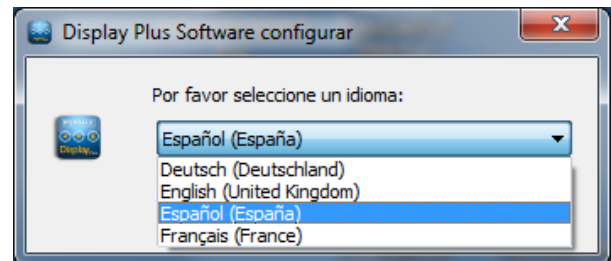 Display Plus Software configurar
Por favor seleccione un idioma:
Display
Español (España)
Deutsch (Deutschland)
English (United Kingdom)
Español (España)
Français (France)